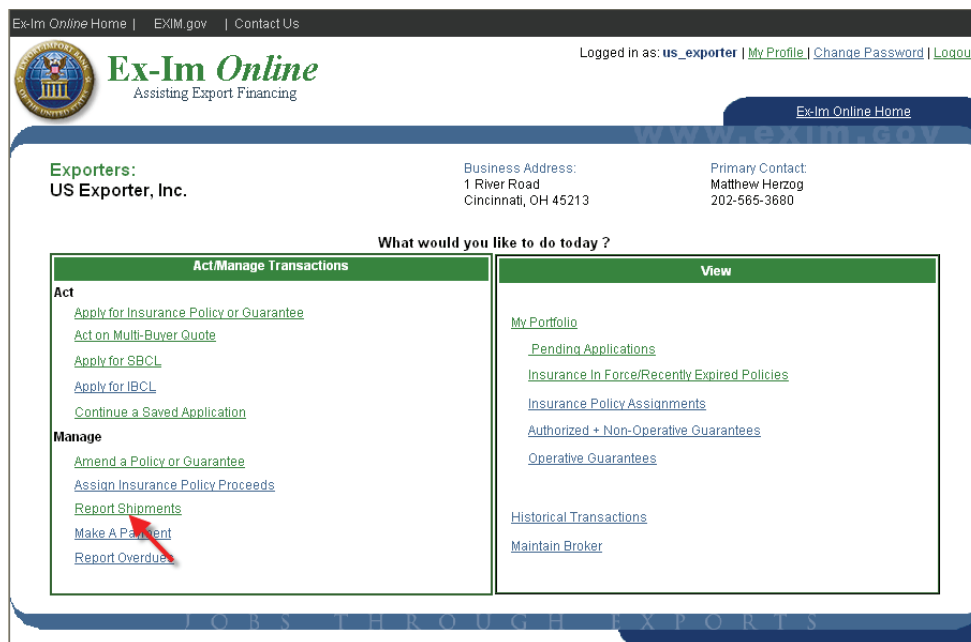 Ex-Im Online Home | EXIM.gov | Contact Us
Ex-Im Online
Assisting Export Financing
Logged in as: us_exporter | My Profile | Change Password | Logou
Ex-Im Online Home
www.exim.gov
Exporters:
US Exporter, Inc.
Business Address:
1 River Road
Cincinnati, OH 45213
Primary Contact:
Matthew Herzog
202-565-3680
What would you like to do today ?
Act/Manage Transactions
Act
Apply for Insurance Policy or Guarantee
Act on Multi-Buyer Quote
Apply for SBCL
Apply for IBCL
Continue a Saved Application
Manage
Amend a Policy or Guarantee
Assign Insurance Policy Proceeds
Report Shipments
Make A Payment
Report Overdues
View
My Portfolio
Pending Applications
Insurance In Force/Recently Expired Policies
Insurance Policy Assignments
Authorized + Non-Operative Guarantees
Operative Guarantees
Historical Transactions
Maintain Broker
JOBS THROUGH EXPORTS